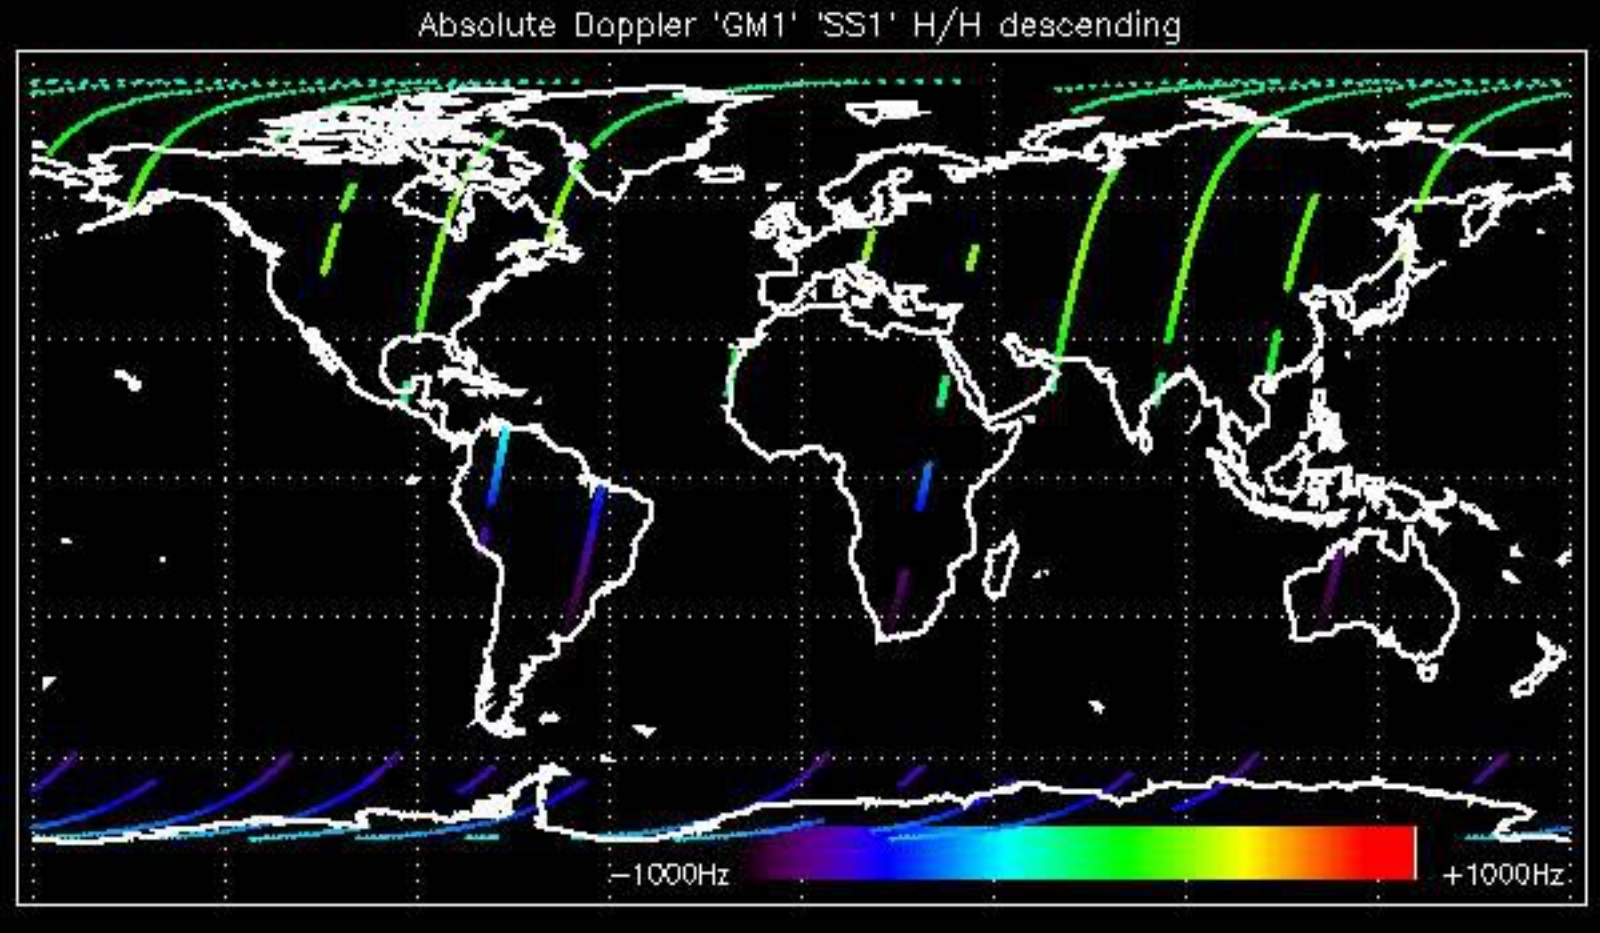 Absolute Doppler 'GM1' 'SS1' H/H descending
-1000Hz +1000Hz